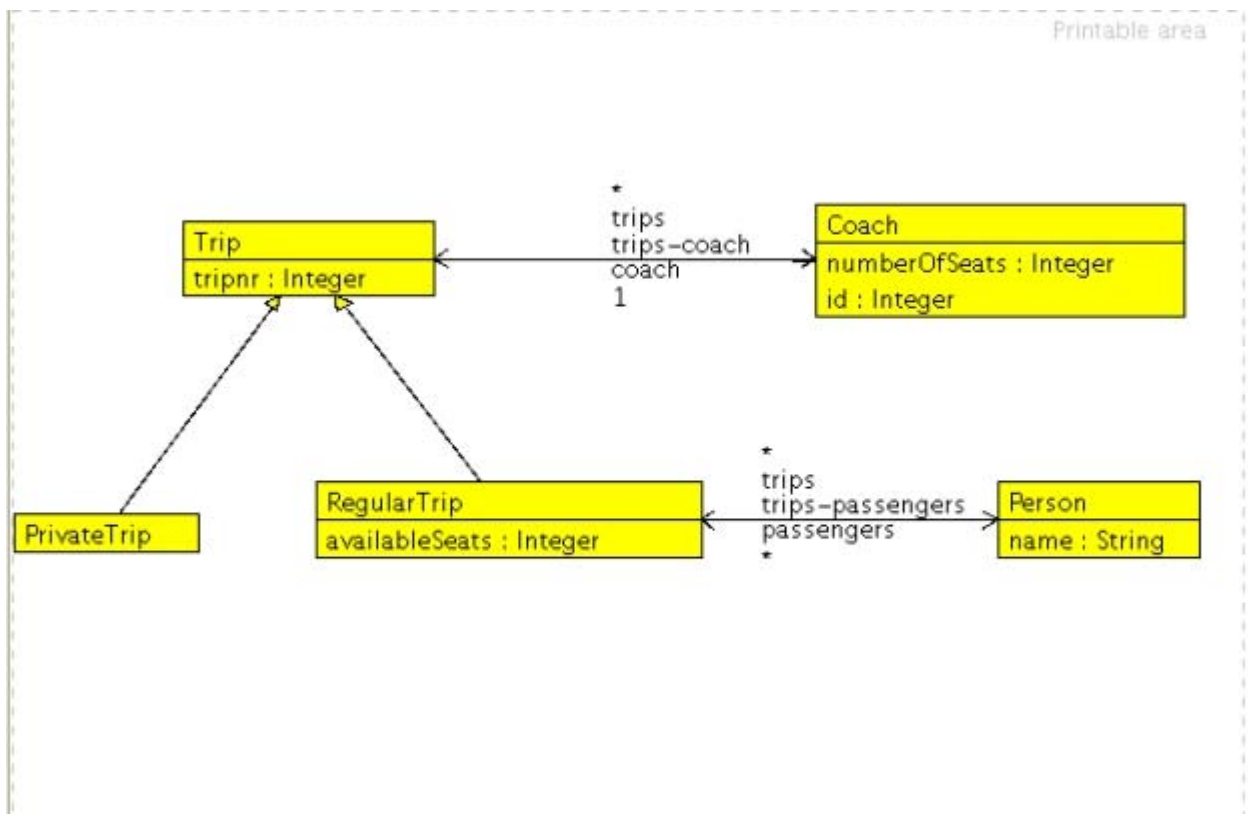 Printable area
Trip
tripnr : Integer
*
trips
trips-coach
coach
1
Coach
numberOfSeats : Integer
id : Integer
PrivateTrip
RegularTrip
availableSeats : Integer
*
trips
trips-passengers
passengers
*
Person
name : String